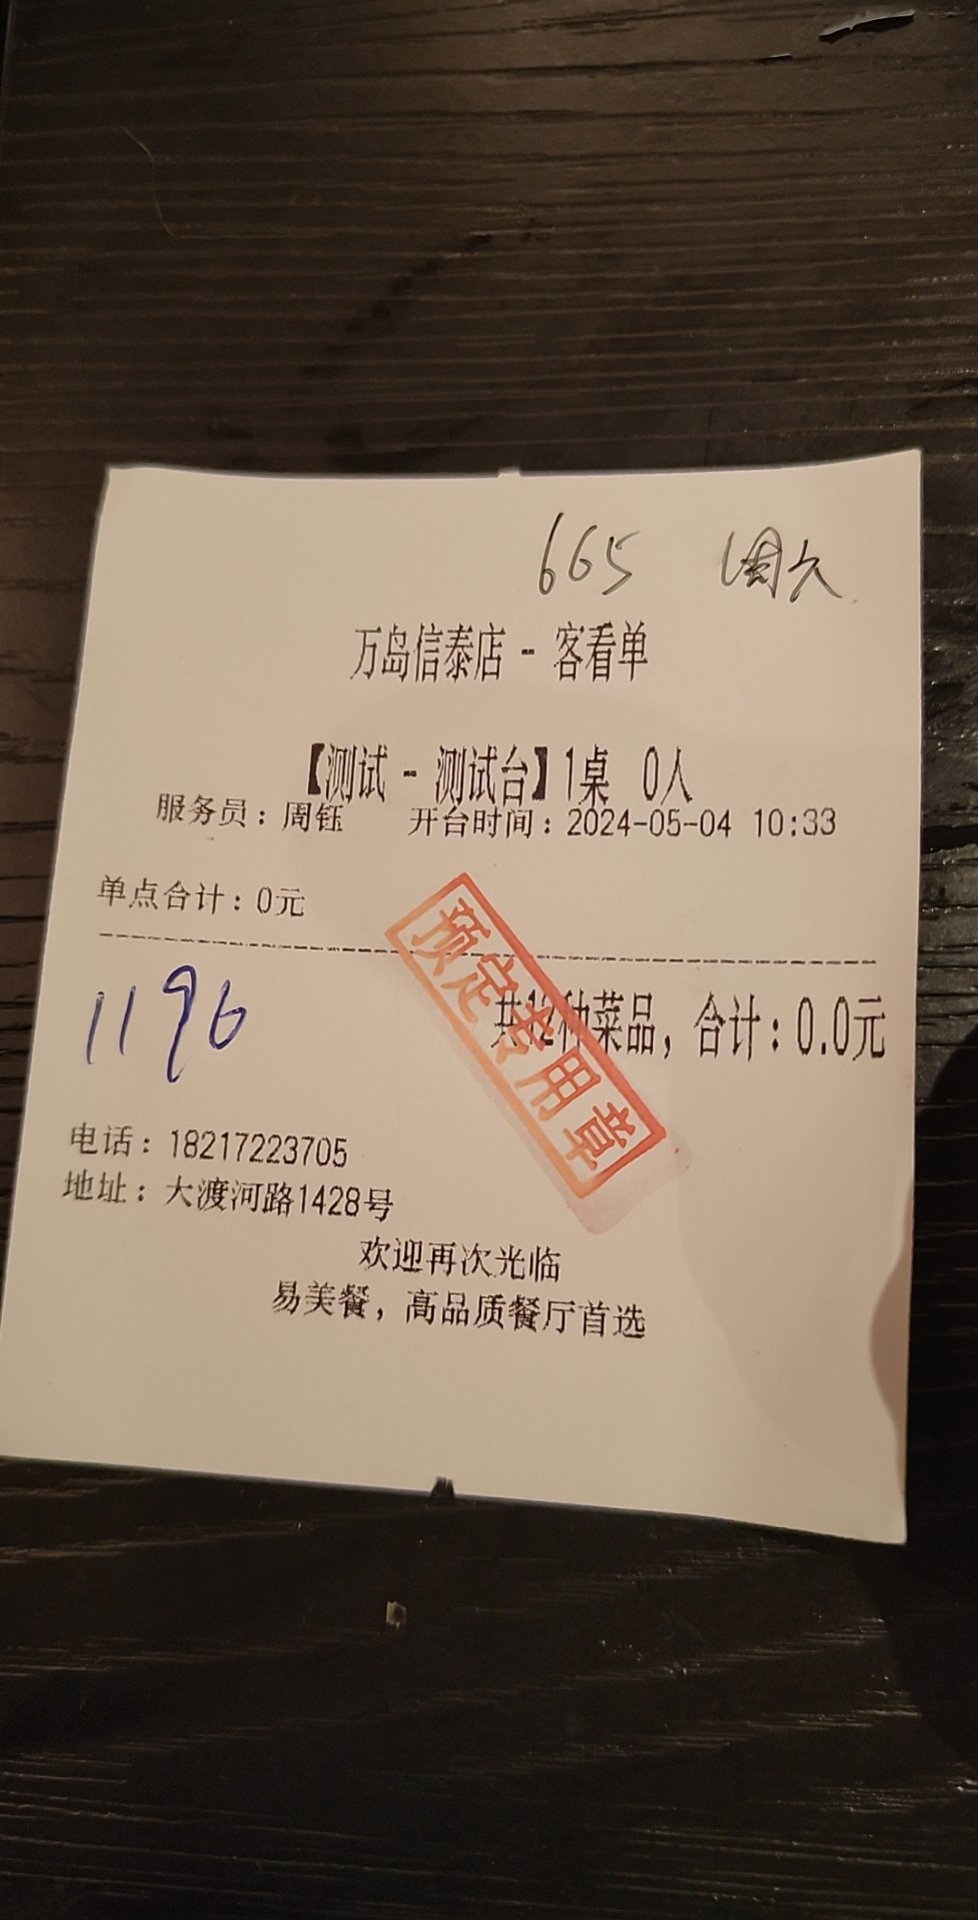 665
万岛信泰店 - 客看单
【测试 - 测试台】1桌 0人
服务员：周钰 开台时间：2024-05-04 10:33
单点合计：0元
预定专用章
共12种菜品，合计：0.0元
1196
电话：18217223705
地址：大渡河路1428号
欢迎再次光临
易美餐，高品质餐厅首选